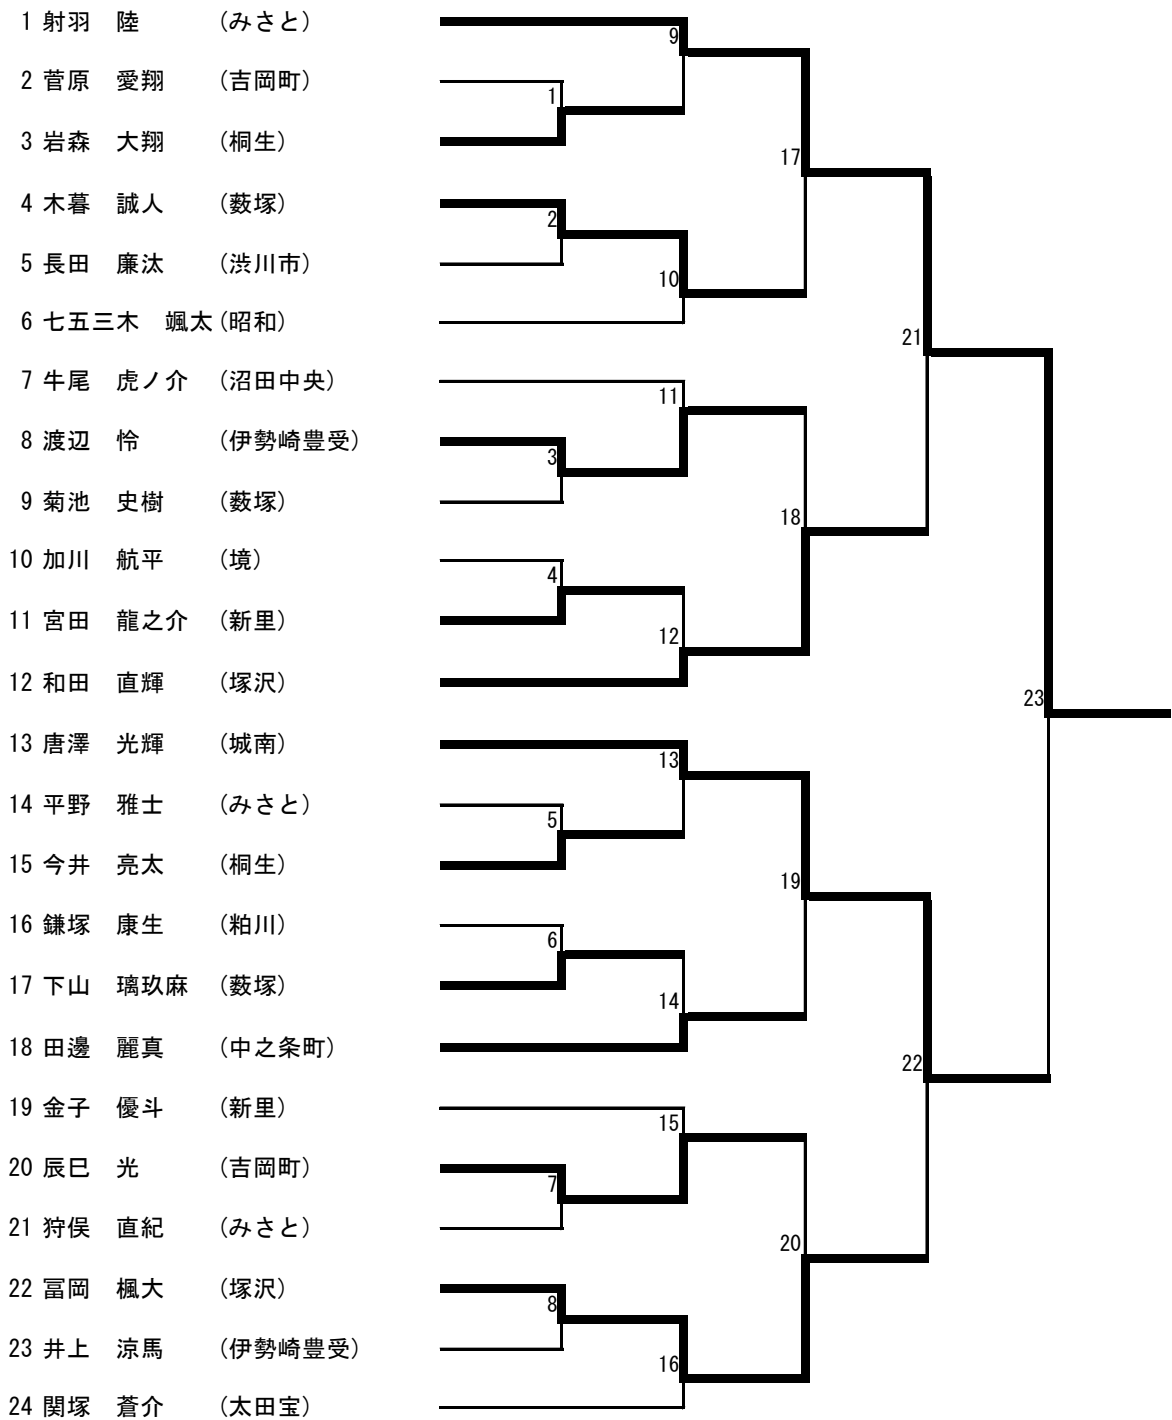 1 射羽　陸　(みさと)
9
2 菅原　愛翔　(吉岡町)
1
3 岩森　大翔　(桐生)
17
4 木暮　誠人　(薮塚)
2
5 長田　廉汰　(渋川市)
10
6 七五三木　颯太(昭和)
21
7 牛尾　虎ノ介　(沼田中央)
11
8 渡辺　怜　(伊勢崎豊受)
3
9 菊池　史樹　(薮塚)
18
10 加川　航平　(境)
4
11 宮田　龍之介　(新里)
12
12 和田　直輝　(塚沢)
23
13 唐澤　光輝　(城南)
13
14 平野　雅士　(みさと)
5
15 今井　亮太　(桐生)
19
16 鎌塚　康生　(粕川)
6
17 下山　璃玖麻　(薮塚)
14
18 田邊　麗真　(中之条町)
22
19 金子　優斗　(新里)
15
20 辰巳　光　(吉岡町)
7
21 狩俣　直紀　(みさと)
20
22 冨岡　楓大　(塚沢)
8
23 井上　涼馬　(伊勢崎豊受)
16
24 関塚　蒼介　(太田宝)